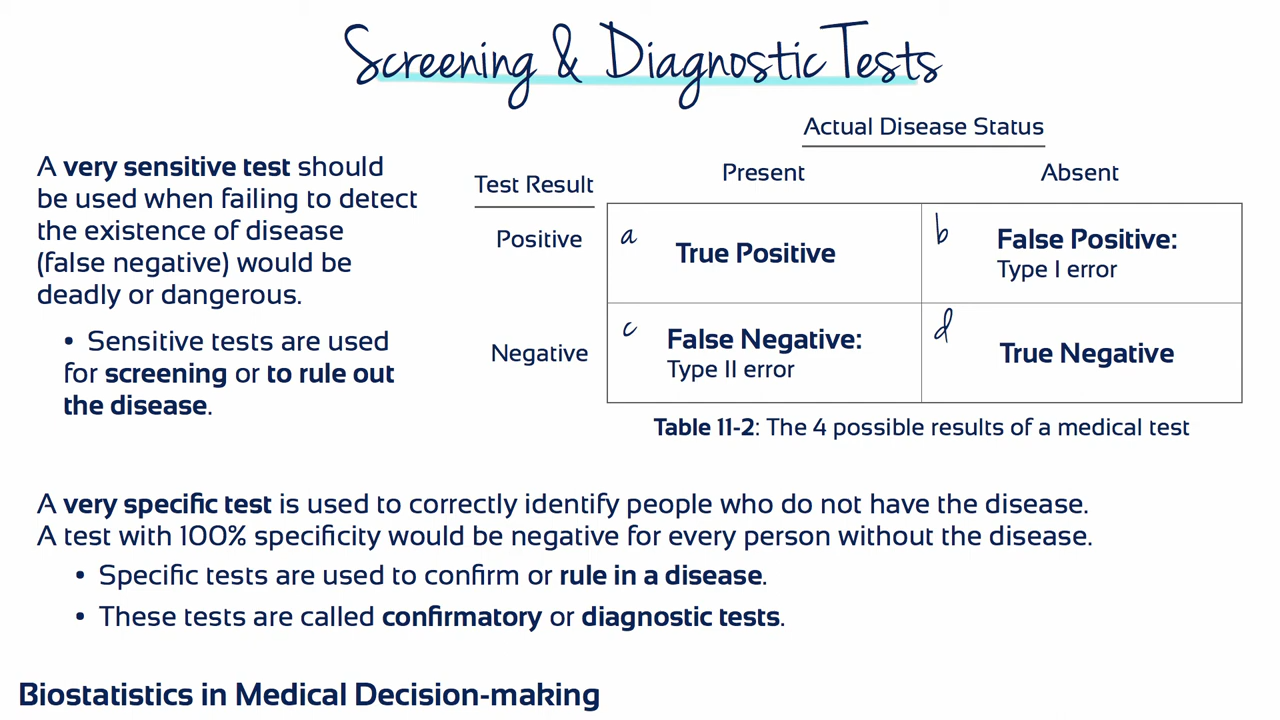 Screening & Diagnostic Tests
A very sensitive test should
be used when failing to detect
the existence of disease
(false negative) would be
deadly or dangerous.
• Sensitive tests are used
for screening or to rule out
the disease.
Actual Disease Status
Test Result
Present
Absent
Positive
a
True Positive
b
False Positive:
Type I error
Negative
c
False Negative:
Type II error
d
True Negative
Table 11-2: The 4 possible results of a medical test
A very specific test is used to correctly identify people who do not have the disease.
A test with 100% specificity would be negative for every person without the disease.
• Specific tests are used to confirm or rule in a disease.
• These tests are called confirmatory or diagnostic tests.
Biostatistics in Medical Decision-making